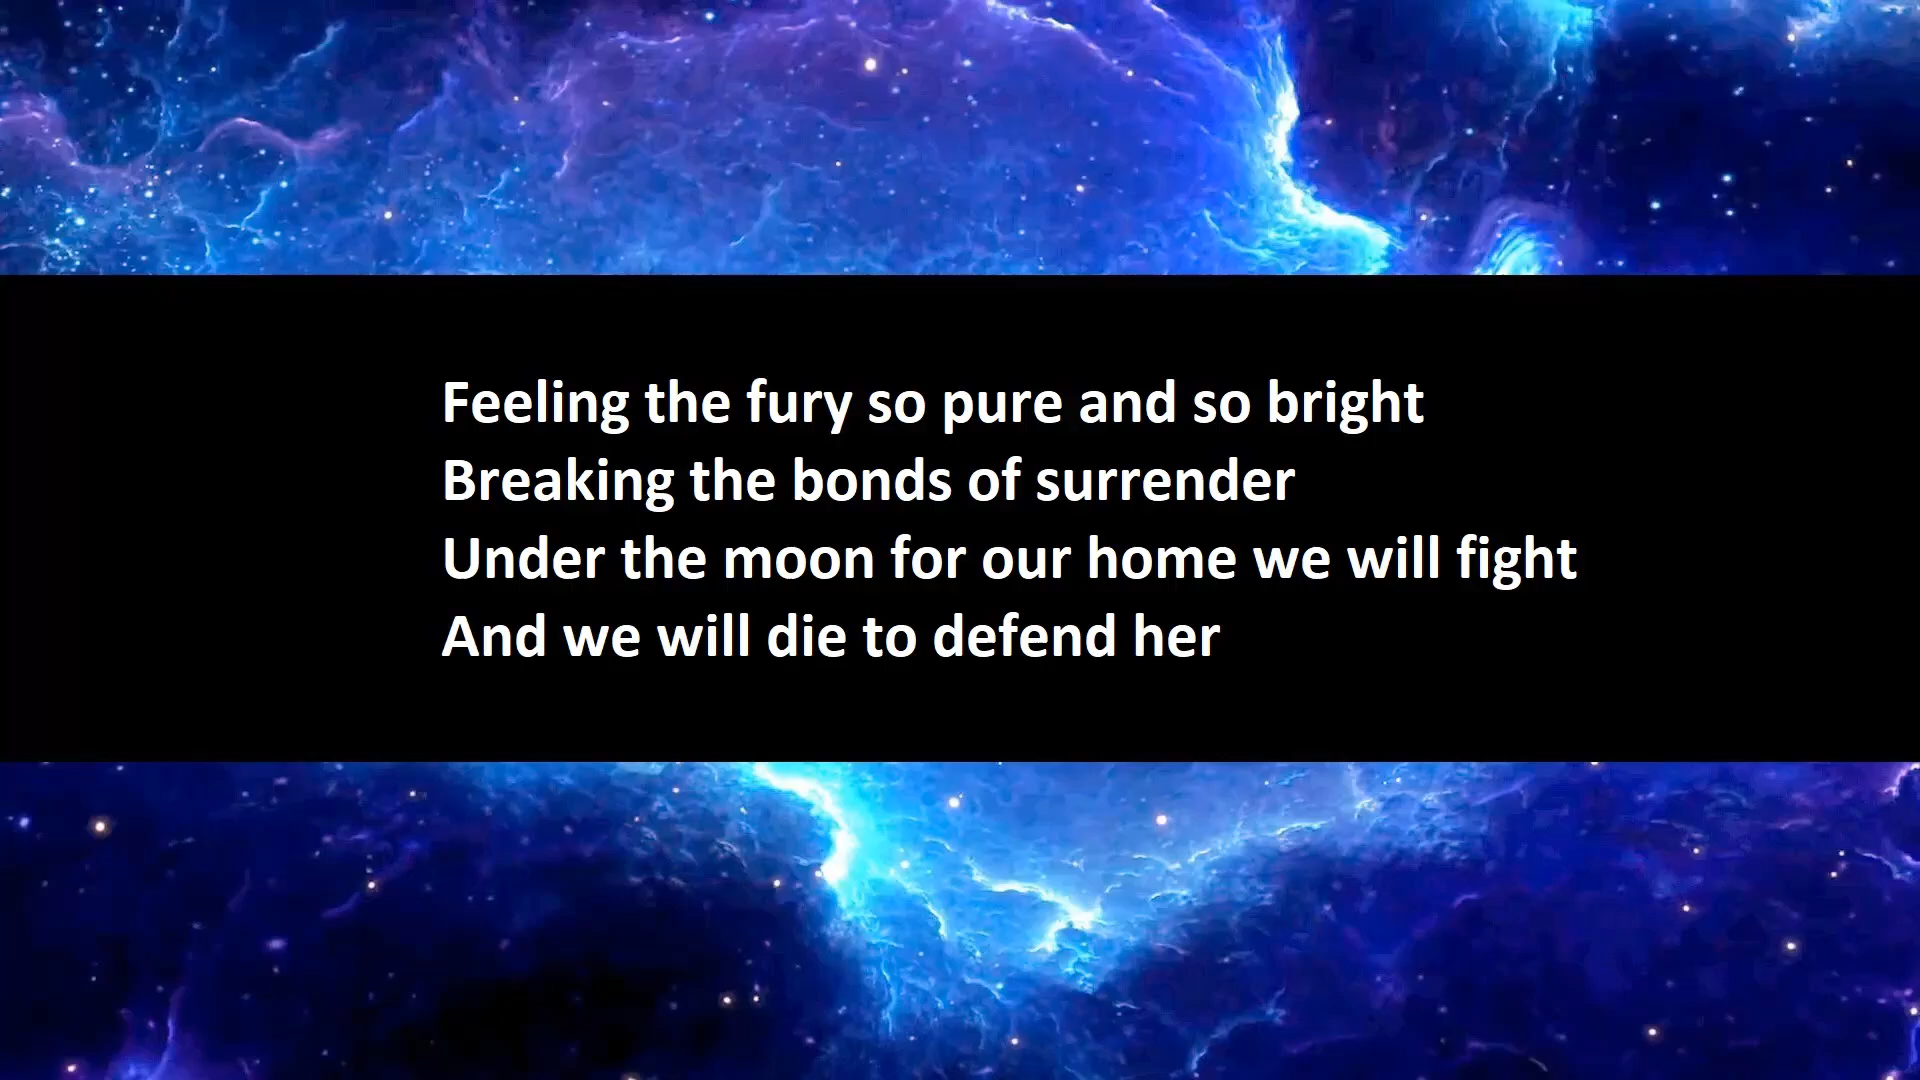 Feeling the fury so pure and so bright
Breaking the bonds of surrender
Under the moon for our home we will fight
And we will die to defend her